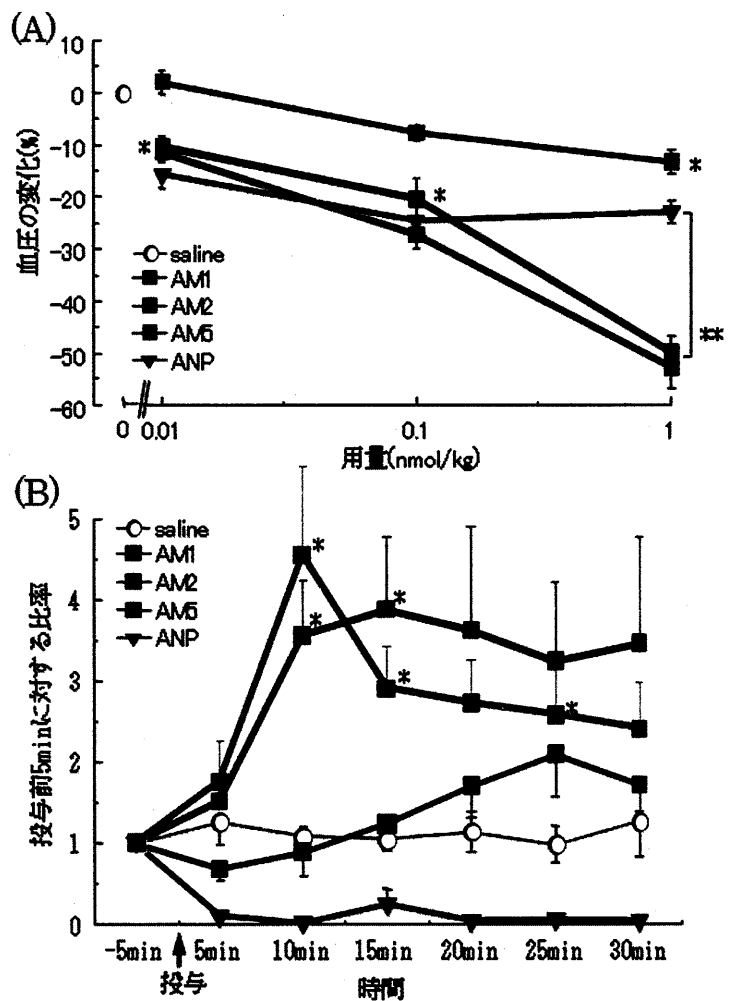 (A)
10
0
-10
-20
-30
-40
-50
-60
血圧の変化(%)
*
*
*
¤
saline
AM1
AM2
AM5
ANP
0 0.01 0.1 1
用量(nmol/kg)
(B)
5
4
3
2
1
0
投与前5minに対する比率
saline
AM1
AM2
AM5
ANP
*
*
*
*
*
-5min 5min 10min 15min 20min 25min 30min
投与
時間